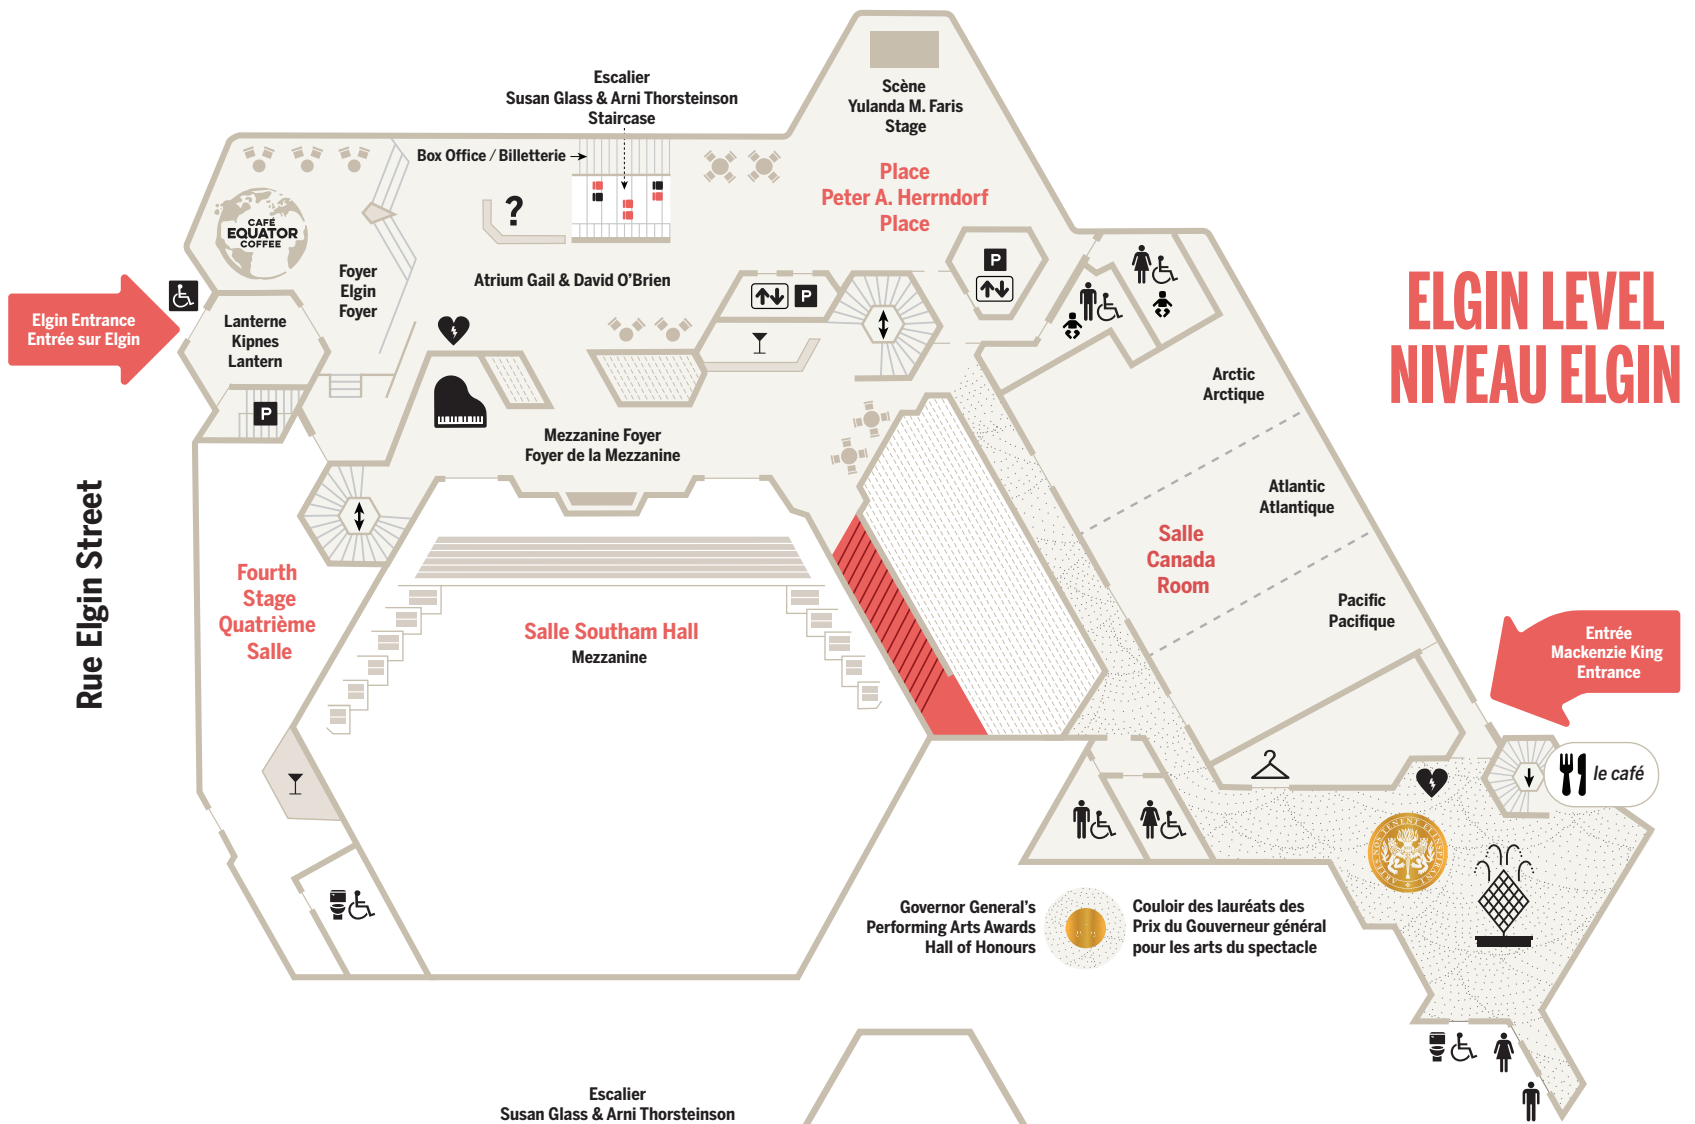 Escalier
Susan Glass & Arni Thorsteinson
Staircase
Box Office / Billetterie
?
Scène
Yulanda M. Faris
Stage
Place
Peter A. Herrndorf
Place
CAFÉ
EQUATOR
COFFEE
Foyer
Elgin
Foyer
Atrium Gail & David O’Brien
P
P
ELGIN LEVEL
NIVEAU ELGIN
Elgin Entrance
Entrée sur Elgin
Lanterne
Kipnes
Lantern
P
Arctic
Arctique
Mezzanine Foyer
Foyer de la Mezzanine
Atlantic
Atlantique
Salle
Canada
Room
Pacific
Pacifique
Rue Elgin Street
Fourth
Stage
Quatrième
Salle
Salle Southam Hall
Mezzanine
Entrée
Mackenzie King
Entrance
le café
Governor General’s
Performing Arts Awards
Hall of Honours
Couloir des lauréats des
Prix du Gouverneur général
pour les arts du spectacle
Escalier
Susan Glass & Arni Thorsteinson